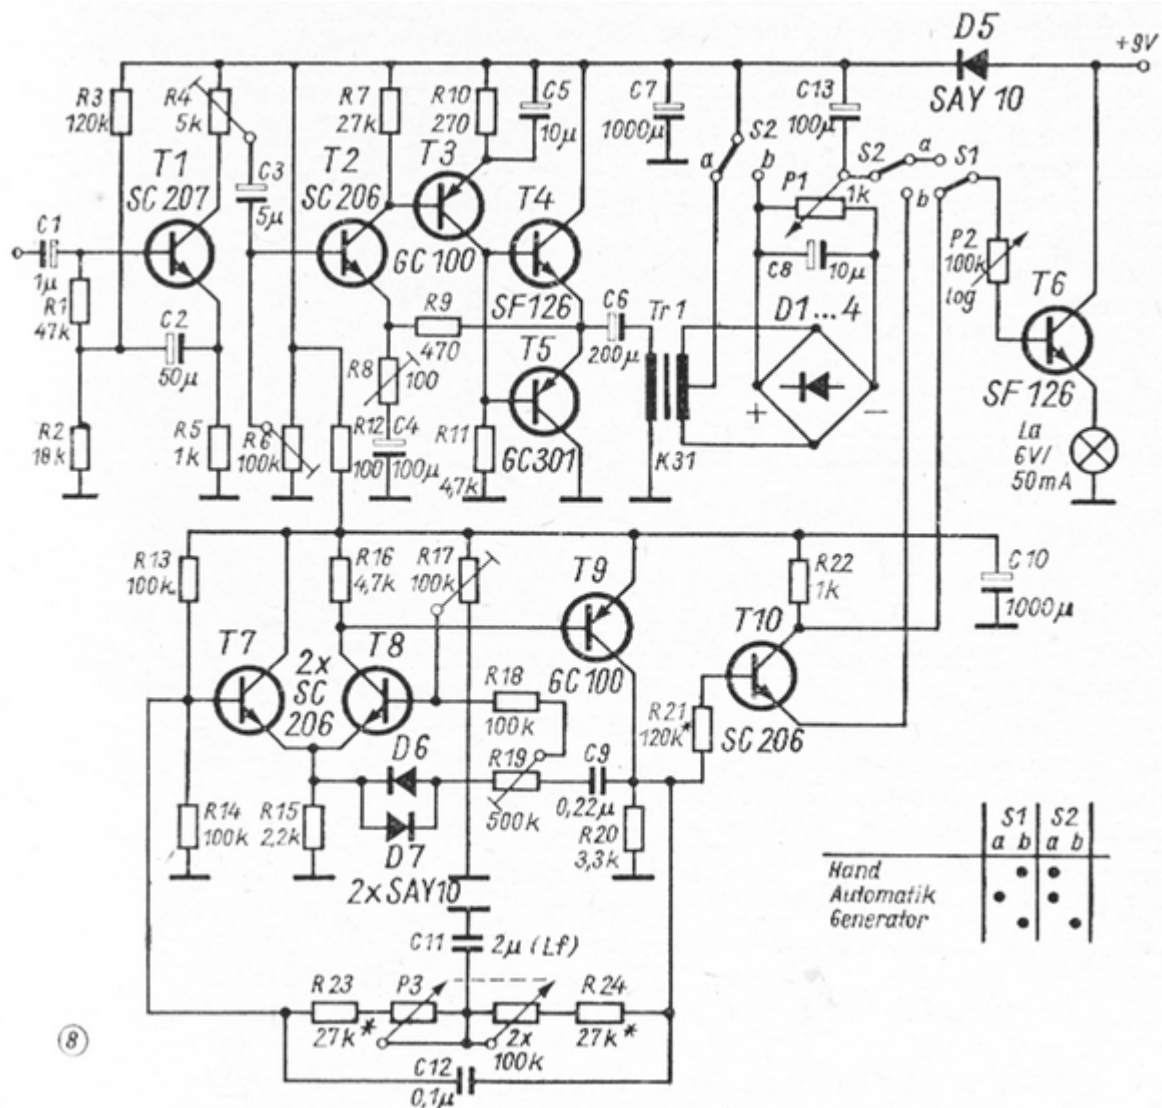 D5
+9V
SAY 10
R3
120k
R4
5k
R7
27k
R10
270
C5
10µ
C7
1000µ
C13
100µ
S2
a
b
S2
a
S1
b
P1
1k
T1
SC 207
C3
5µ
T2
SC 206
T3
GC 100
T4
SF 126
C1
1µ
R1
47k
C2
50µ
R9
470
C6
200µ
Tr 1
C8
10µ
D1...4
P2
100k
log
T6
SF 126
R8
100
T5
GC301
+
−
R2
18k
R5
1k
R6
100k
R12
100
C4
100µ
R11
4,7k
K31
La
6V/
50mA
R13
100k
R16
4,7k
R17
100k
T9
GC 100
R22
1k
C10
1000µ
T7
2x
SC
206
T8
T10
SC 206
R18
100k
R21
*
120k
D6
R19
500k
C9
0,22µ
R14
100k
R15
2,2k
D7
2xSAY10
R20
3,3k
S1 S2
a b a b
Hand
Automatik
Generator
C11
2µ (Lf)
R23
27k*
P3
2x
100k
R24
27k*
C12
0,1µ
8